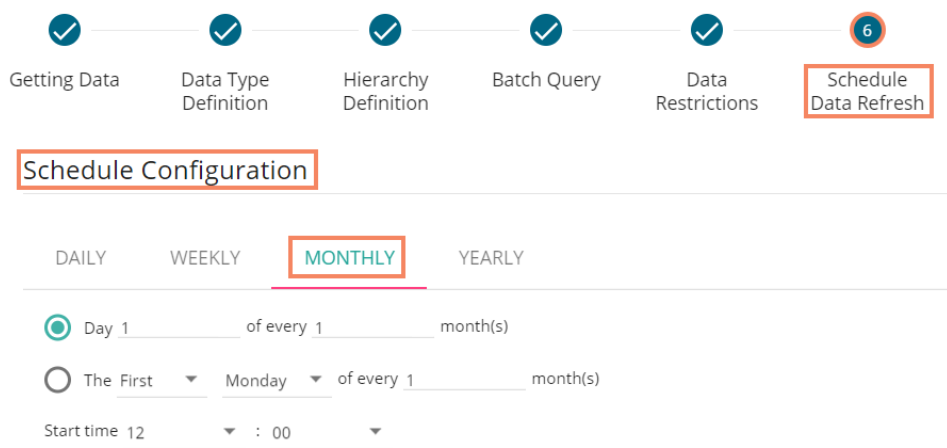 6
Getting Data
Data Type
Definition
Hierarchy
Definition
Batch Query
Data
Restrictions
Schedule
Data Refresh
Schedule Configuration
DAILY WEEKLY MONTHLY YEARLY
Day 1 of every 1 month(s)
The First Monday of every 1 month(s)
Start time 12 : 00